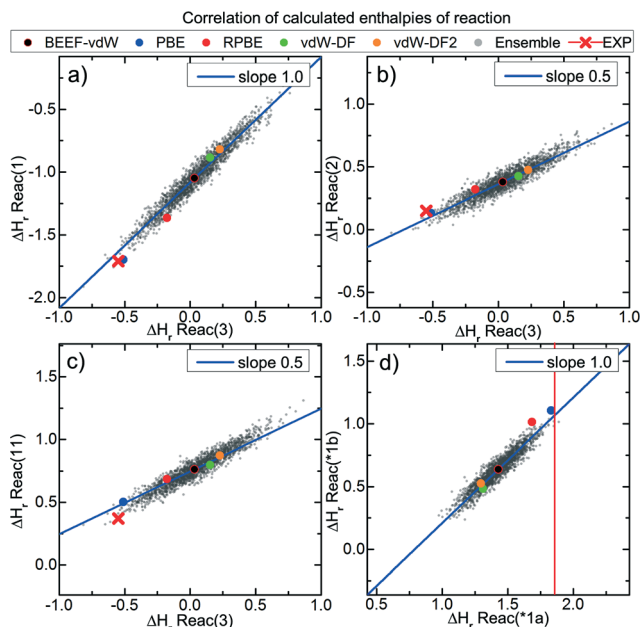 Correlation of calculated enthalpies of reaction
BEEF-vdW PBE RPBE vdW-DF vdW-DF2 Ensemble EXP
a) slope 1.0
ΔHr Reac(1)
-0.5
-1.0
-1.5
-2.0
-1.0 -0.5 0.0 0.5 1.0
ΔHr Reac(3)
b) slope 0.5
ΔHr Reac(2)
1.0
0.5
0.0
-0.5
-1.0 -0.5 0.0 0.5 1.0
ΔHr Reac(3)
c) slope 0.5
ΔHr Reac(11)
1.5
1.0
0.5
0.0
-1.0 -0.5 0.0 0.5 1.0
ΔHr Reac(3)
d) slope 1.0
ΔHr Reac(*1b)
1.5
1.0
0.5
0.0
0.5 1.0 1.5 2.0
ΔHr Reac(*1a)